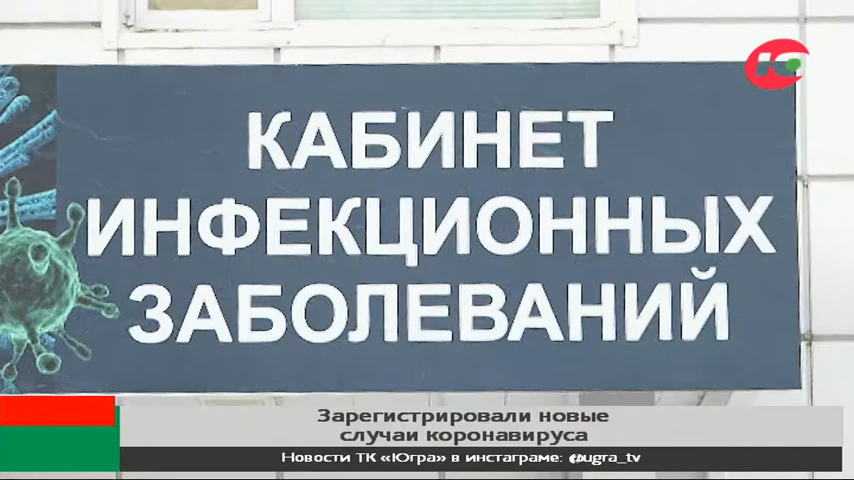 КАБИНЕТ
ИНФЕКЦИОННЫХ
ЗАБОЛЕВАНИЙ
Зарегистрировали новые
случаи коронавируса
Новости ТК «Югра» в инстаграме: @ugra_tv